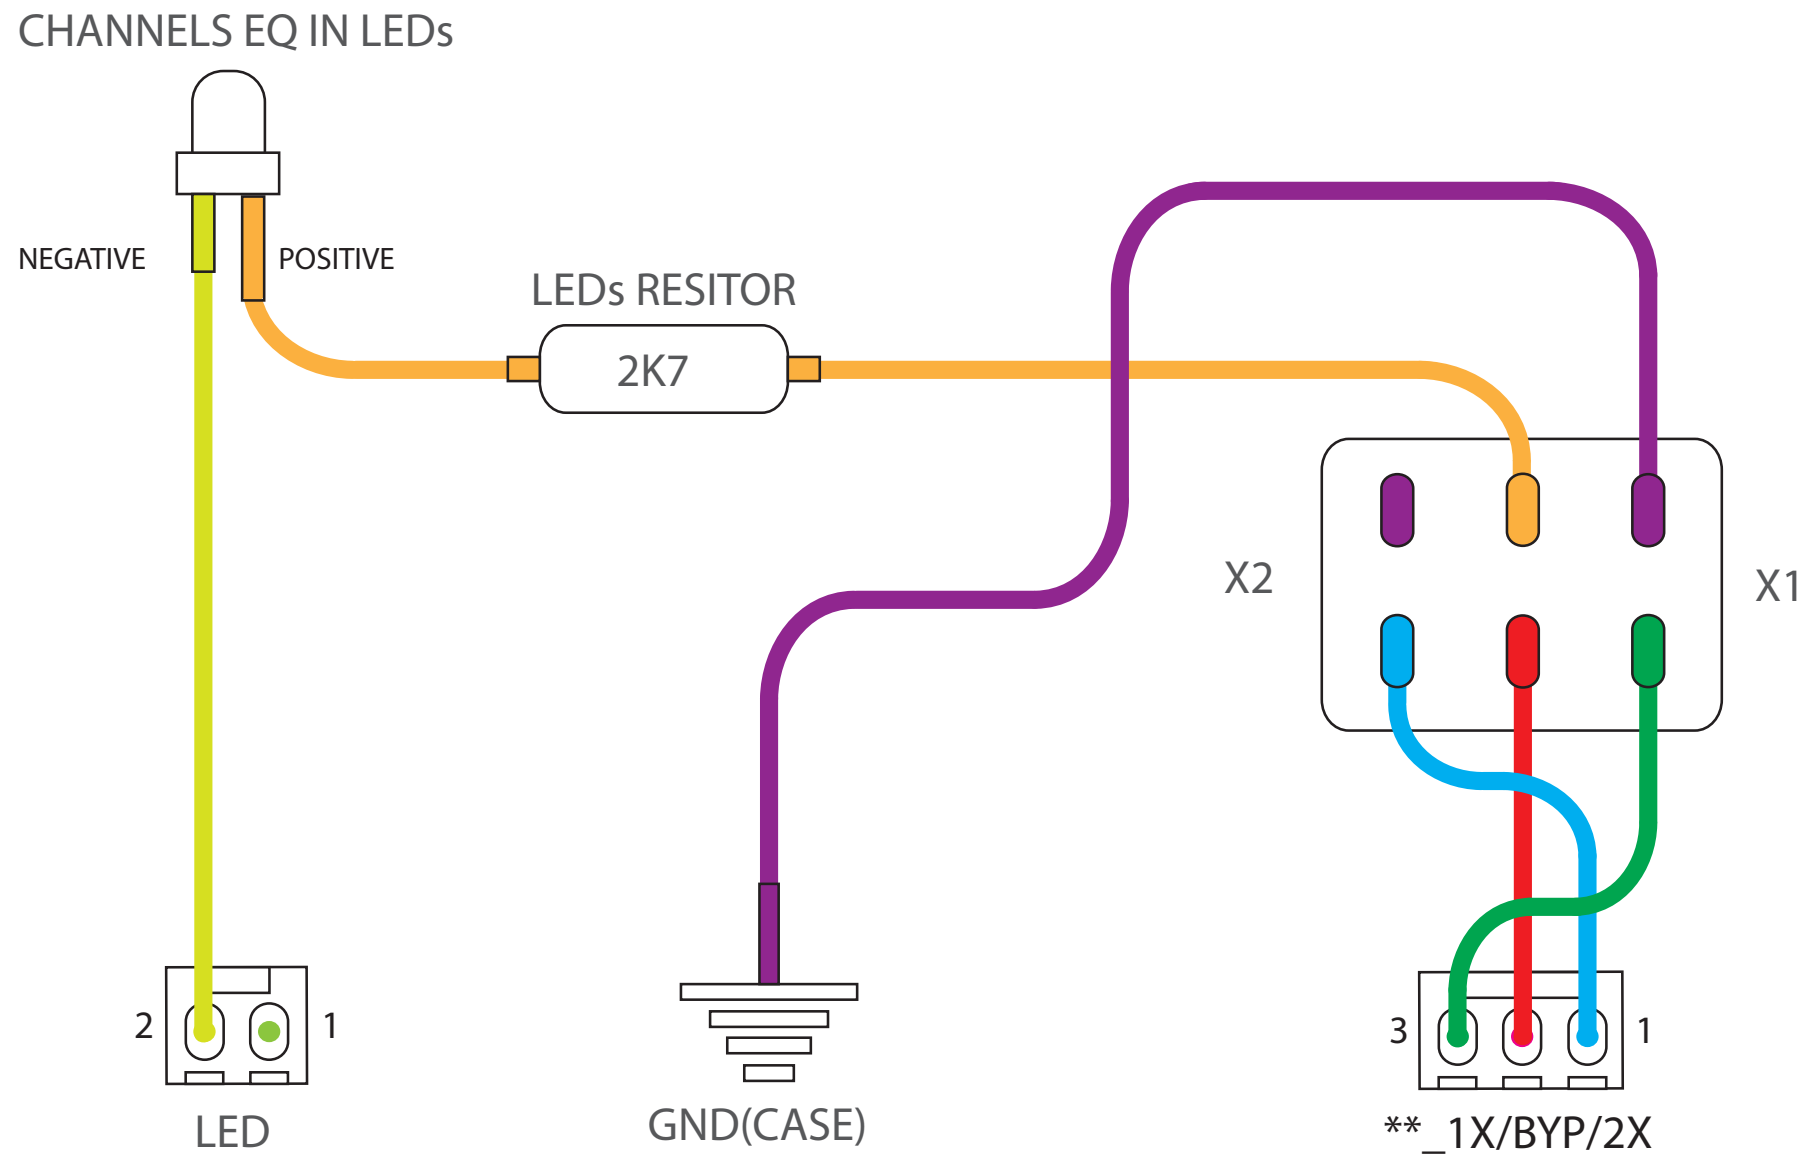 CHANNELS EQ IN LEDs
NEGATIVE
POSITIVE
LEDs RESITOR
2K7
X2
X1
2
1
3
1
LED
GND(CASE)
**_1X/BYP/2X